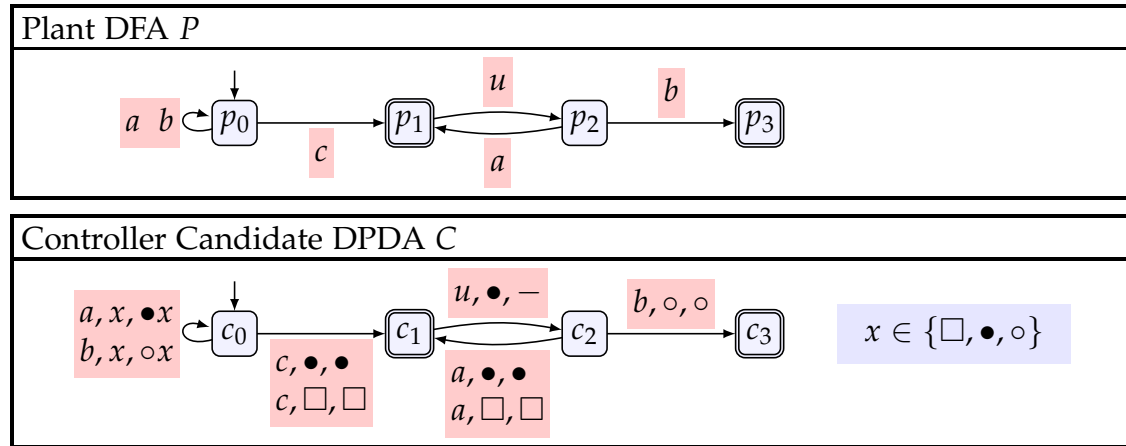 Plant DFA P
u
b
a b
p₀
p₁
p₂
p₃
c
a
Controller Candidate DPDA C
a, x, •x
b, x, ∘x
u, •, −
b, ∘, ∘
c₀
c₁
c₂
c₃
x ∈ {□, •, ∘}
c, •, •
c, □, □
a, •, •
a, □, □